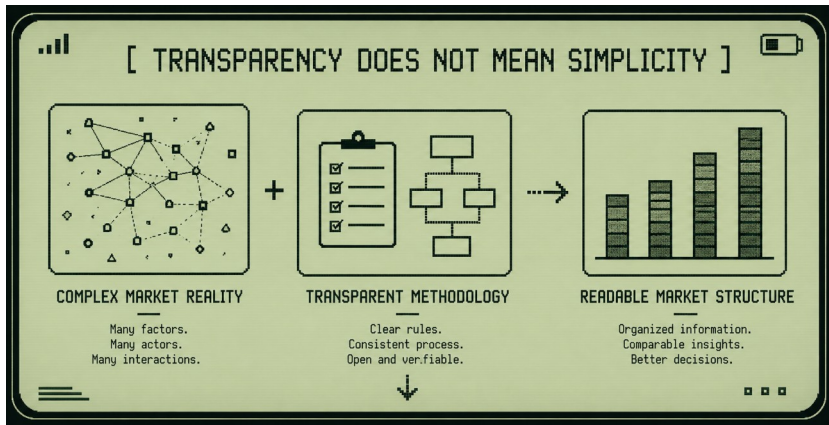 [ TRANSPARENCY DOES NOT MEAN SIMPLICITY ]
COMPLEX MARKET REALITY
Many factors.
Many actors.
Many interactions.
TRANSPARENT METHODOLOGY
Clear rules.
Consistent process.
Open and ver.fiable.
READABLE MARKET STRUCTURE
Organized information.
Comparable insights.
Better decisions.